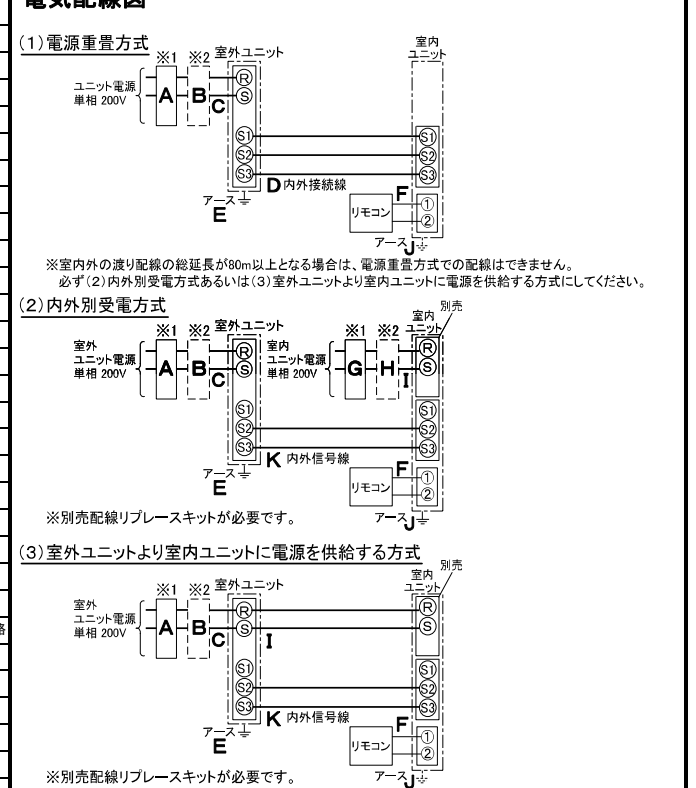 電気配線図
(1)電源重畳方式
※1 ※2 室外ユニット 室内
ユニット
ユニット電源
単相 200V
A B C R S
S1 S1
S2 S2
S3 S3
D 内外接続線
アース
E
リモコン F ① ②
アース J
※室内外の渡り配線の総延長が80m以上となる場合は、電源重畳方式での配線はできません。
必ず(2)内外別受電方式あるいは(3)室外ユニットより室内ユニットに電源を供給する方式にしてください。
(2)内外別受電方式
※1 ※2 室外ユニット ※1 ※2 室内
ユニット 別売
室外
ユニット電源
単相 200V
A B C R S
室内
ユニット電源
単相 200V
G H I R S
S1 S1
S2 S2
S3 S3
K 内外信号線
アース
E
リモコン F ① ②
アース J
※別売配線リプレースキットが必要です。
(3)室外ユニットより室内ユニットに電源を供給する方式
※1 ※2 室外ユニット 室内
ユニット 別売
室外
ユニット電源
単相 200V
A B C R S I R S
S1 S1
S2 S2
S3 S3
K 内外信号線
アース
E
リモコン F ① ②
アース J
※別売配線リプレースキットが必要です。